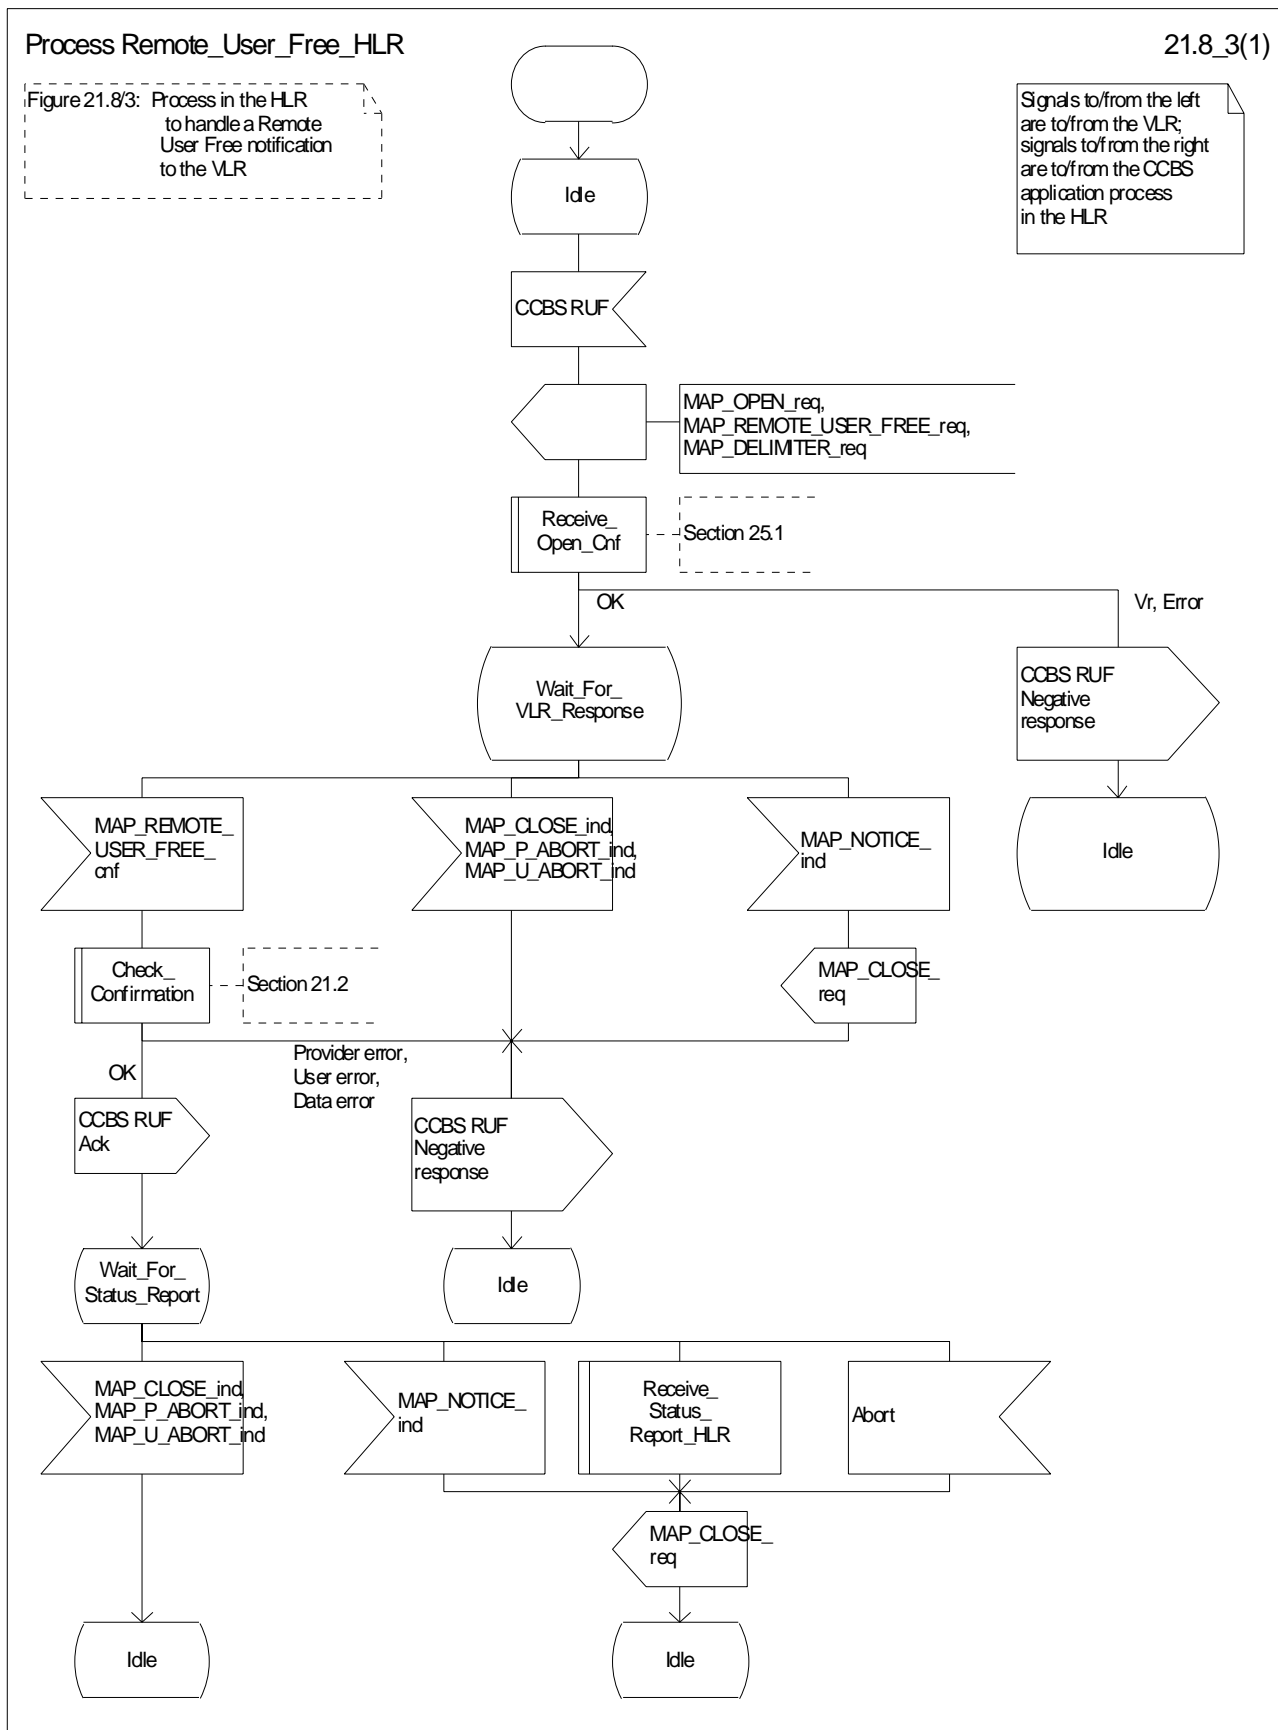 Process Remote_User_Free_HLR
21.8_3(1)
Figure 21.8/3: Process in the HLR
to handle a Remote
User Free notification
to the VLR
Signals to/from the left
are to/from the VLR;
signals to/from the right
are to/from the CCBS
application process
in the HLR
Idle
CCBS RUF
MAP_OPEN_req,
MAP_REMOTE_USER_FREE_req,
MAP_DELIMITER_req
Receive_
Open_Cnf
Section 25.1
OK
Vr, Error
Wait_For_
VLR_Response
CCBS RUF
Negative
response
MAP_REMOTE_
USER_FREE_
cnf
MAP_CLOSE_ind,
MAP_P_ABORT_ind,
MAP_U_ABORT_ind
MAP_NOTICE_
ind
Idle
Check_
Confirmation
Section 21.2
MAP_CLOSE_
req
Provider error,
User error,
Data error
OK
CCBS RUF
Ack
CCBS RUF
Negative
response
Wait_For_
Status_Report
Idle
MAP_CLOSE_ind,
MAP_P_ABORT_ind,
MAP_U_ABORT_ind
MAP_NOTICE_
ind
Receive_
Status_
Report_HLR
Abort
MAP_CLOSE_
req
Idle
Idle